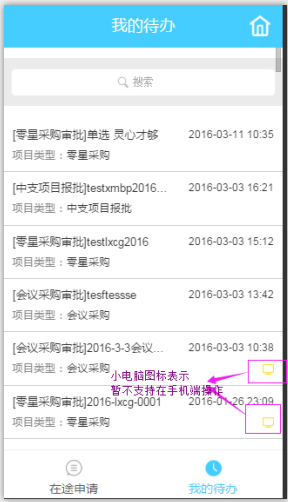 我的待办
搜索
[零星采购审批]单选 灵心才够 2016-03-11 10:35
项目类型：零星采购
[中支项目报批]testxmbp2016... 2016-03-03 16:21
项目类型：中支项目报批
[零星采购审批]testlxcg2016 2016-03-03 15:12
项目类型：零星采购
[会议采购审批]tesftessse 2016-03-03 13:42
项目类型：会议采购
[会议采购审批]2016-3-3会议... 2016-03-03 10:38
项目类型：会议采购
小电脑图标表示
暂不支持在手机端操作
[零星采购审批]2016-lxcg-0001 2016-01-26 23:09
项目类型：零星采购
在途申请 我的待办